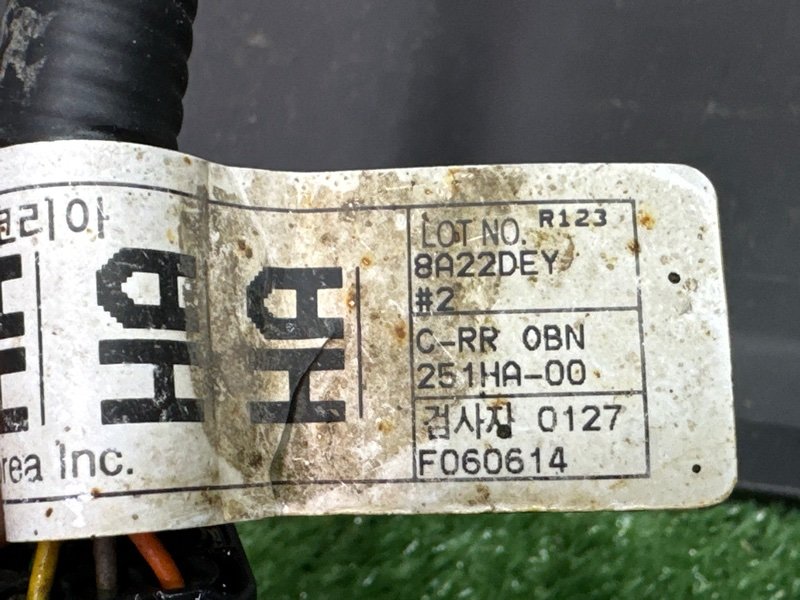 코리아
HA
HA
rea Inc.
LOT NO. R123
8A22DEY
#2
C-RR 0BN
251HA-00
검사자 0127
F060614